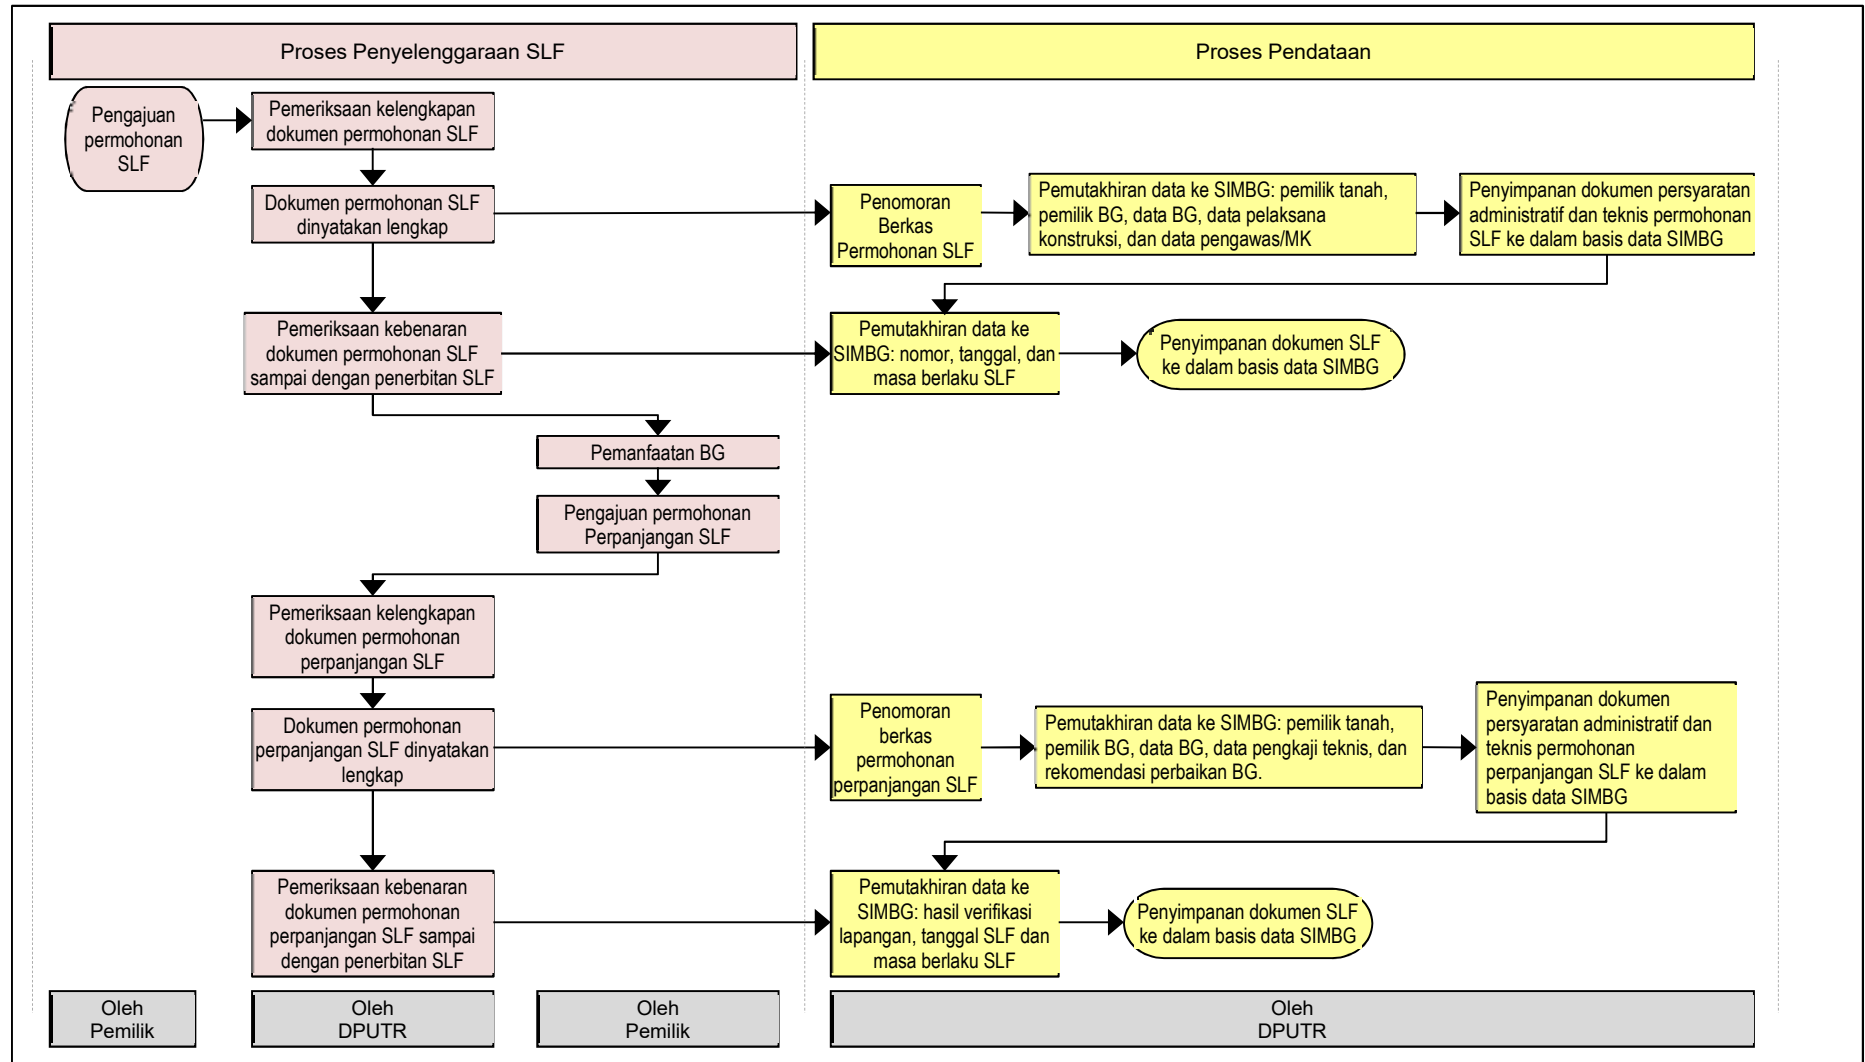 Proses Penyelenggaraan SLF
Proses Pendataan
Pengajuan
permohonan
SLF
Pemeriksaan kelengkapan
dokumen permohonan SLF
Dokumen permohonan SLF
dinyatakan lengkap
Penomoran
Berkas
Permohonan SLF
Pemutakhiran data ke SIMBG: pemilik tanah,
pemilik BG, data BG, data pelaksana
konstruksi, dan data pengawas/MK
Penyimpanan dokumen persyaratan
administratif dan teknis permohonan
SLF ke dalam basis data SIMBG
Pemeriksaan kebenaran
dokumen permohonan SLF
sampai dengan penerbitan SLF
Pemutakhiran data ke
SIMBG: nomor, tanggal, dan
masa berlaku SLF
Penyimpanan dokumen SLF
ke dalam basis data SIMBG
Pemanfaatan BG
Pengajuan permohonan
Perpanjangan SLF
Pemeriksaan kelengkapan
dokumen permohonan
perpanjangan SLF
Dokumen permohonan
perpanjangan SLF dinyatakan
lengkap
Penomoran
berkas
permohonan
perpanjangan SLF
Pemutakhiran data ke SIMBG: pemilik tanah,
pemilik BG, data BG, data pengkaji teknis, dan
rekomendasi perbaikan BG.
Penyimpanan dokumen
persyaratan administratif dan
teknis permohonan
perpanjangan SLF ke dalam
basis data SIMBG
Pemeriksaan kebenaran
dokumen permohonan
perpanjangan SLF sampai
dengan penerbitan SLF
Pemutakhiran data ke
SIMBG: hasil verifikasi
lapangan, tanggal SLF dan
masa berlaku SLF
Penyimpanan dokumen SLF
ke dalam basis data SIMBG
Oleh
Pemilik
Oleh
DPUTR
Oleh
Pemilik
Oleh
DPUTR